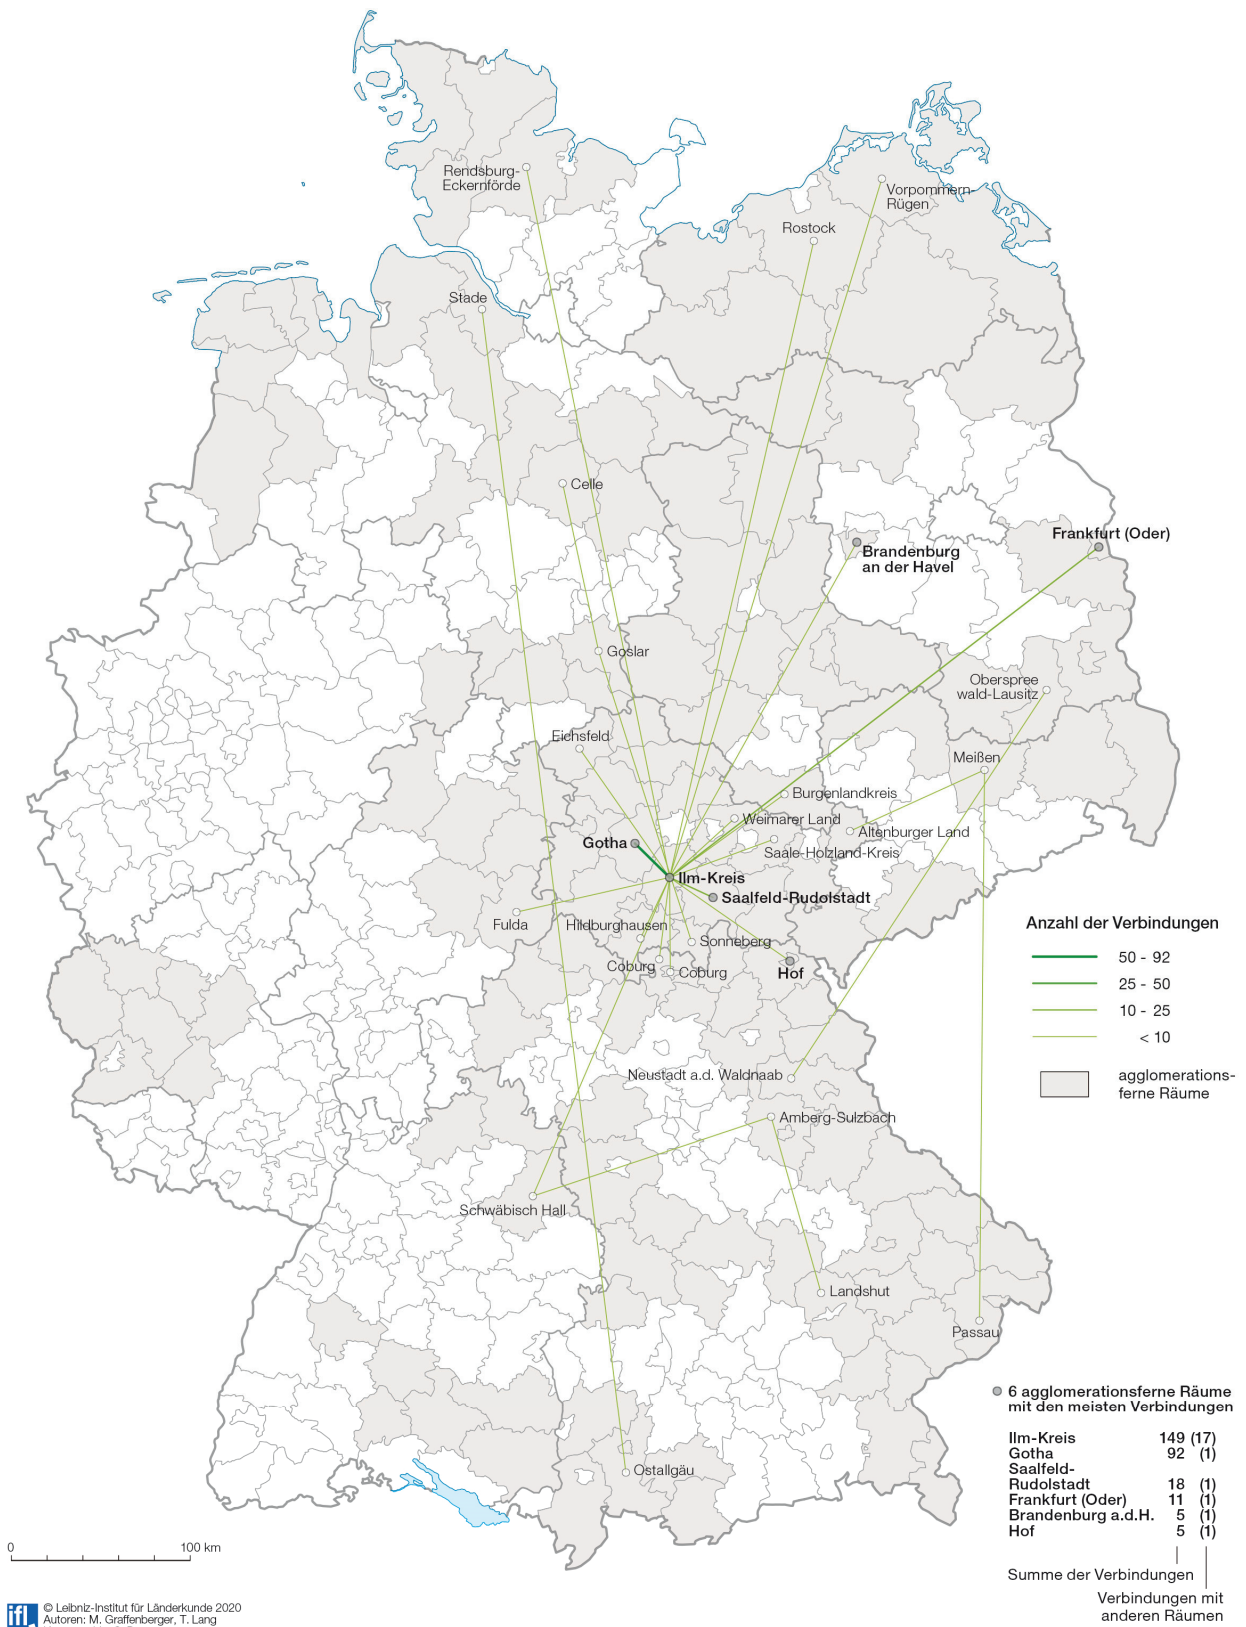 Rendsburg-
Eckernförde
Vorpommern-
Rügen
Rostock
Stade
Celle
Frankfurt (Oder)
Brandenburg
an der Havel
Goslar
Oberspree
wald-Lausitz
Eichsfeld
Meißen
Burgenlandkreis
Weimarer Land
Altenburger Land
Gotha
Saale-Holzland-Kreis
Ilm-Kreis
Saalfeld-Rudolstadt
Fulda
Hildburghausen
Sonneberg
Coburg
Coburg
Hof
Neustadt a.d. Waldnaab
Amberg-Sulzbach
Schwäbisch Hall
Landshut
Passau
Ostallgäu
Anzahl der Verbindungen
50 - 92
25 - 50
10 - 25
< 10
agglomerations-
ferne Räume
6 agglomerationsferne Räume
mit den meisten Verbindungen
Ilm-Kreis 149 (17)
Gotha 92 (1)
Saalfeld-
Rudolstadt 18 (1)
Frankfurt (Oder) 11 (1)
Brandenburg a.d.H. 5 (1)
Hof 5 (1)
Summe der Verbindungen
Verbindungen mit
anderen Räumen
0 100 km
ifl
© Leibniz-Institut für Länderkunde 2020
Autoren: M. Graffenberger, T. Lang